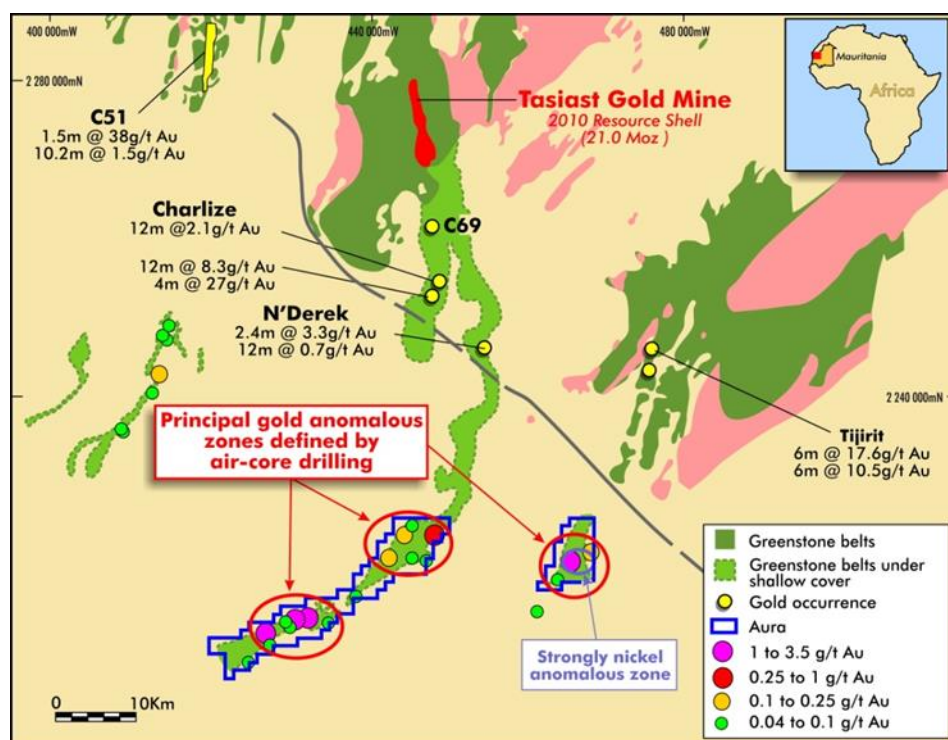 400 000mW
440 000mW
480 000mW
2 280 000mN
Mauritania
Africa
C51
1.5m @ 38g/t Au
10.2m @ 1.5g/t Au
Tasiast Gold Mine
2010 Resource Shell
(21.0 Moz )
Charlize
12m @2.1g/t Au
C69
12m @ 8.3g/t Au
4m @ 27g/t Au
N'Derek
2.4m @ 3.3g/t Au
12m @ 0.7g/t Au
2 240 000mN
Principal gold anomalous
zones defined by
air-core drilling
Tijirit
6m @ 17.6g/t Au
6m @ 10.5g/t Au
Greenstone belts
Greenstone belts under
shallow cover
Gold occurrence
Aura
1 to 3.5 g/t Au
0.25 to 1 g/t Au
0.1 to 0.25 g/t Au
0.04 to 0.1 g/t Au
Strongly nickel
anomalous zone
0
10Km